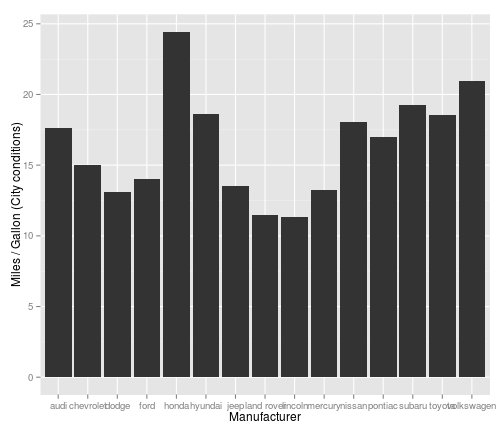 25
20
15
10
5
0
Miles / Gallon (City conditions)
audi chevrolet dodge ford honda hyundai jeep land rover lincoln mercury nissan pontiac subaru toyota volkswagen
Manufacturer